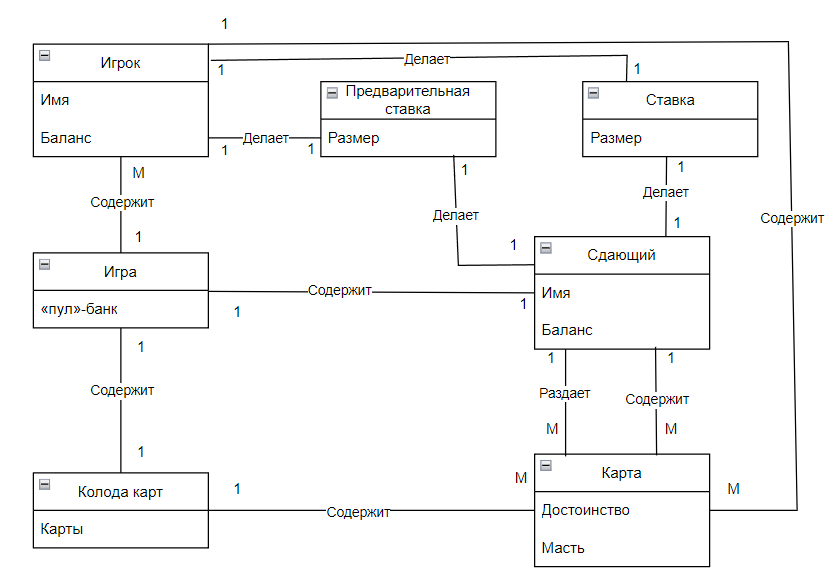 1
Игрок
Имя
Баланс
1
Делает
1
Предварительная
ставка
Размер
Ставка
Размер
Делает
1
1
М
Содержит
1
1
Делает
1
1
Делает
1
Содержит
Игра
«пул»-банк
Содержит
1
1
Сдающий
Имя
Баланс
1
Содержит
1
1
Раздает
М
1
Содержит
М
Колода карт
Карты
1
Содержит
М
Карта
Достоинство
Масть
М